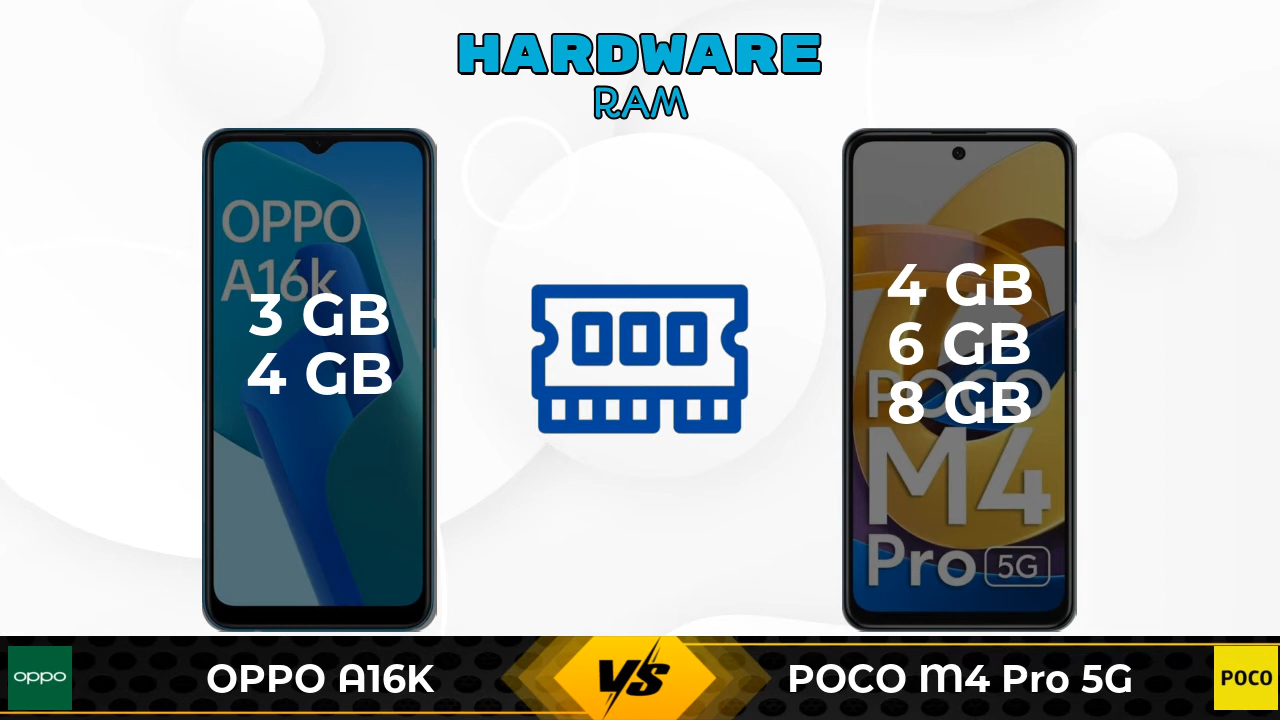 HARDWARE
RAM
OPPO
A16k
3 GB
4 GB
4 GB
6 GB
8 GB
POCO
M4
Pro 5G
oppo
OPPO A16K
VS
POCO M4 Pro 5G
POCO